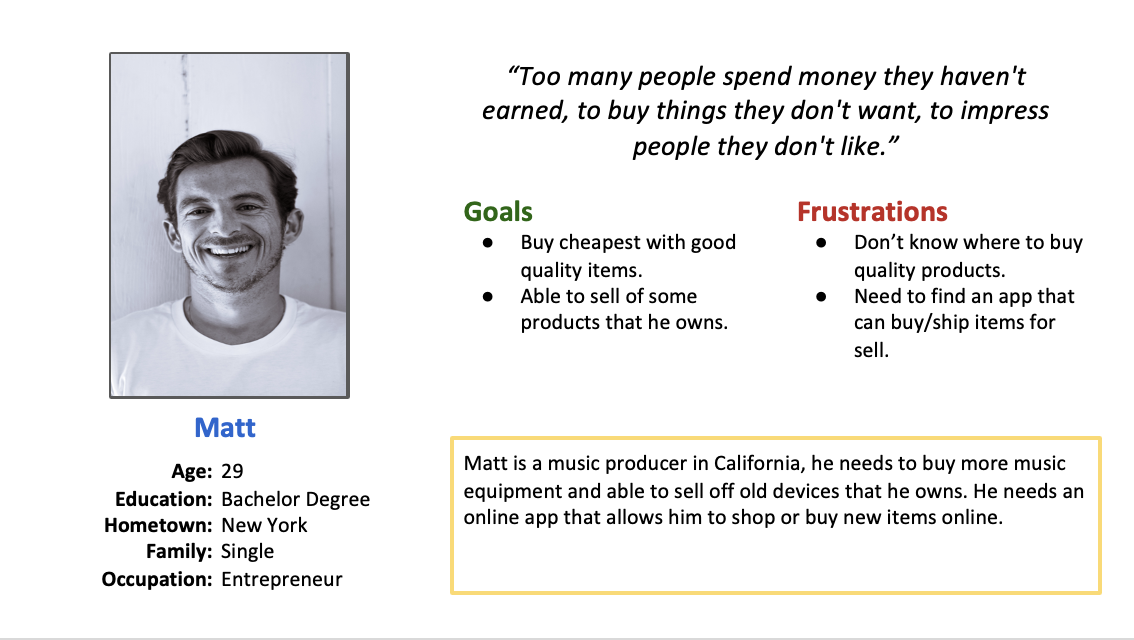 “Too many people spend money they haven't
earned, to buy things they don't want, to impress
people they don't like.”
Goals
● Buy cheapest with good
quality items.
● Able to sell of some
products that he owns.
Frustrations
● Don’t know where to buy
quality products.
● Need to find an app that
can buy/ship items for
sell.
Matt
Age: 29
Education: Bachelor Degree
Hometown: New York
Family: Single
Occupation: Entrepreneur
Matt is a music producer in California, he needs to buy more music
equipment and able to sell off old devices that he owns. He needs an
online app that allows him to shop or buy new items online.